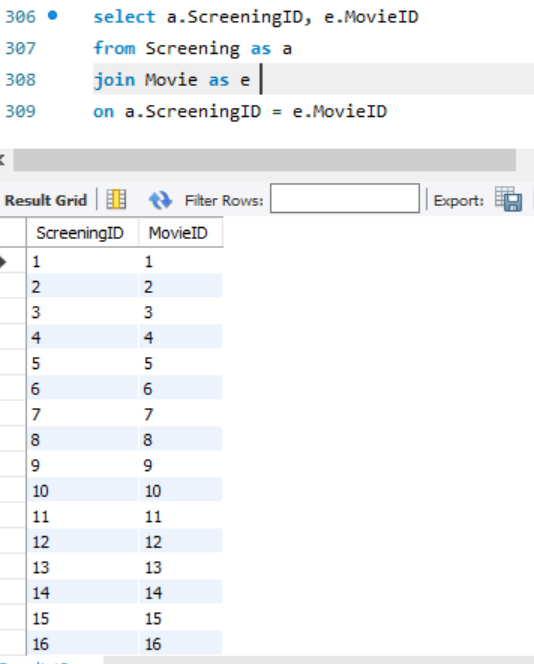 306 select a.ScreeningID, e.MovieID
307 from Screening as a
308 join Movie as e
309 on a.ScreeningID = e.MovieID
Result Grid Filter Rows: Export:
ScreeningID MovieID
1 1
2 2
3 3
4 4
5 5
6 6
7 7
8 8
9 9
10 10
11 11
12 12
13 13
14 14
15 15
16 16